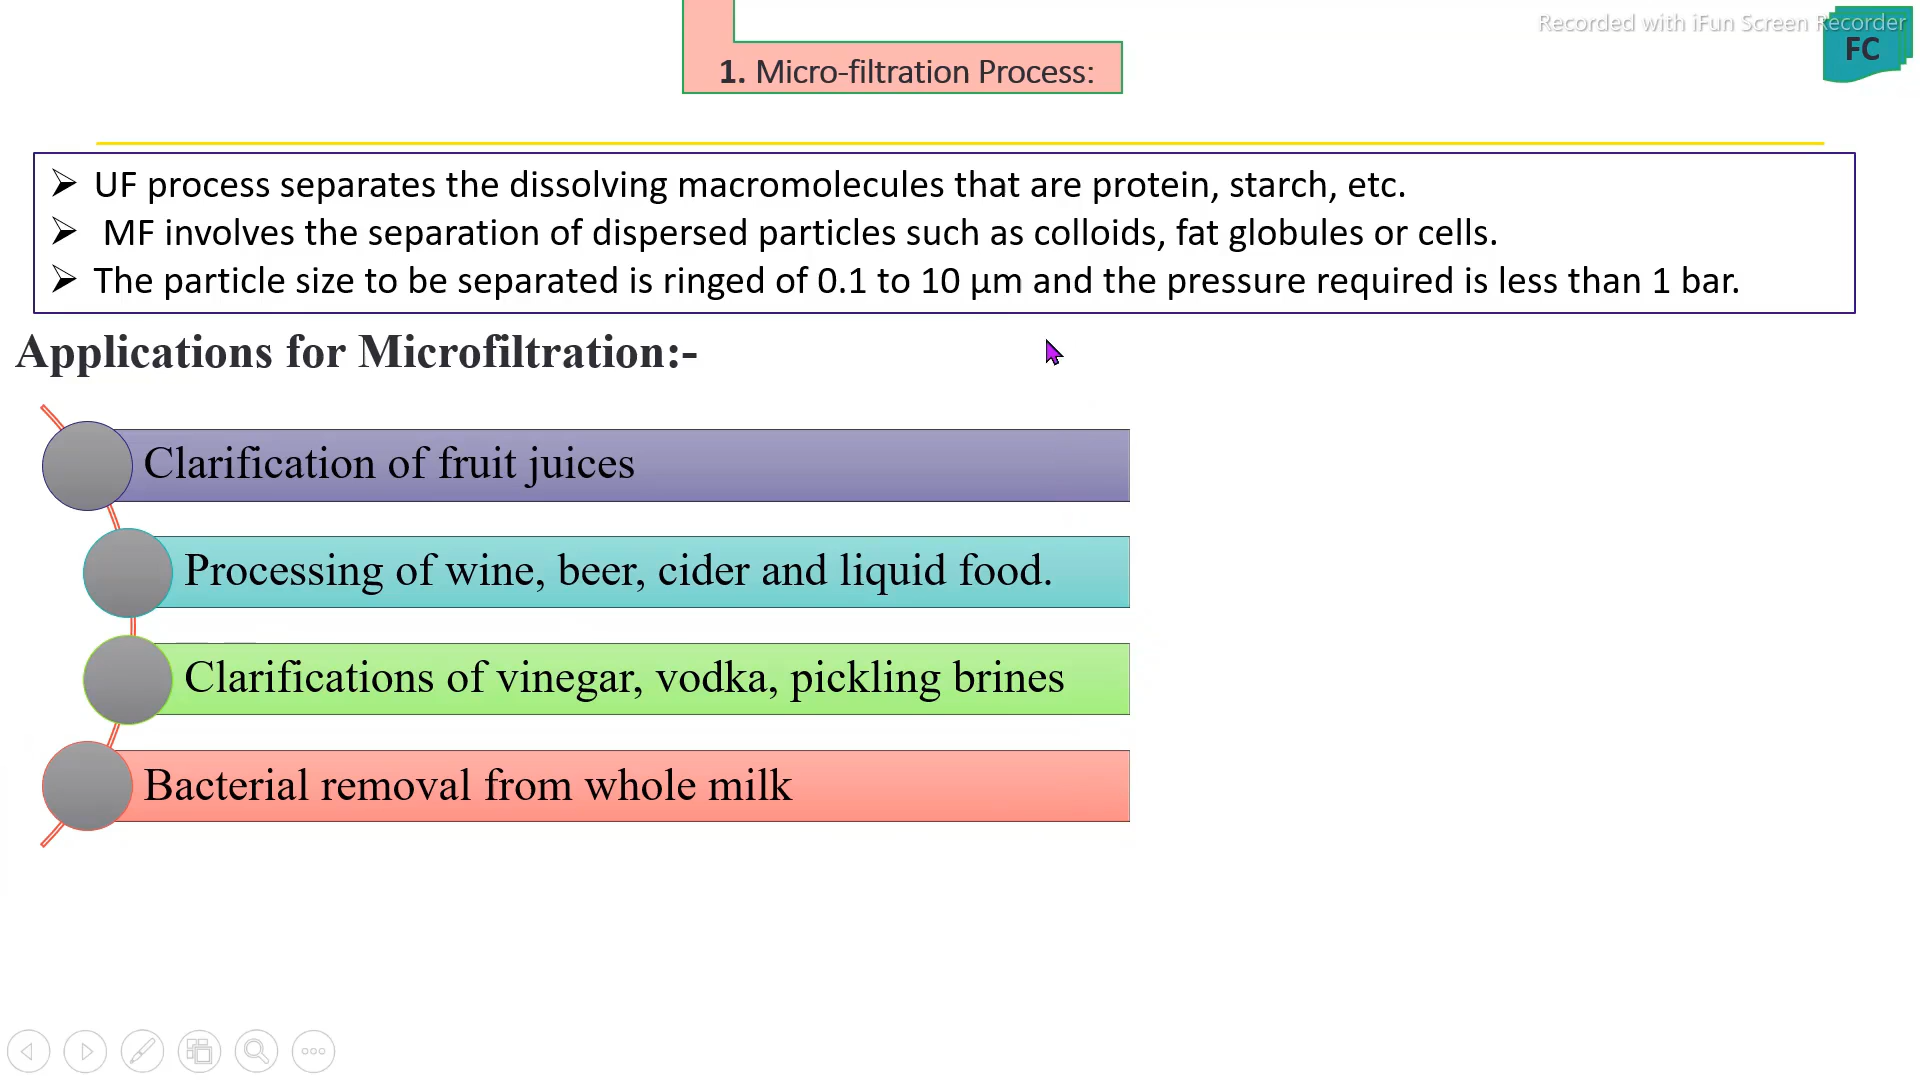 Recorded with iFun Screen Recorder
FC
1. Micro-filtration Process:
➢ UF process separates the dissolving macromolecules that are protein, starch, etc.
➢ MF involves the separation of dispersed particles such as colloids, fat globules or cells.
➢ The particle size to be separated is ringed of 0.1 to 10 µm and the pressure required is less than 1 bar.
Applications for Microfiltration:-
Clarification of fruit juices
Processing of wine, beer, cider and liquid food.
Clarifications of vinegar, vodka, pickling brines
Bacterial removal from whole milk